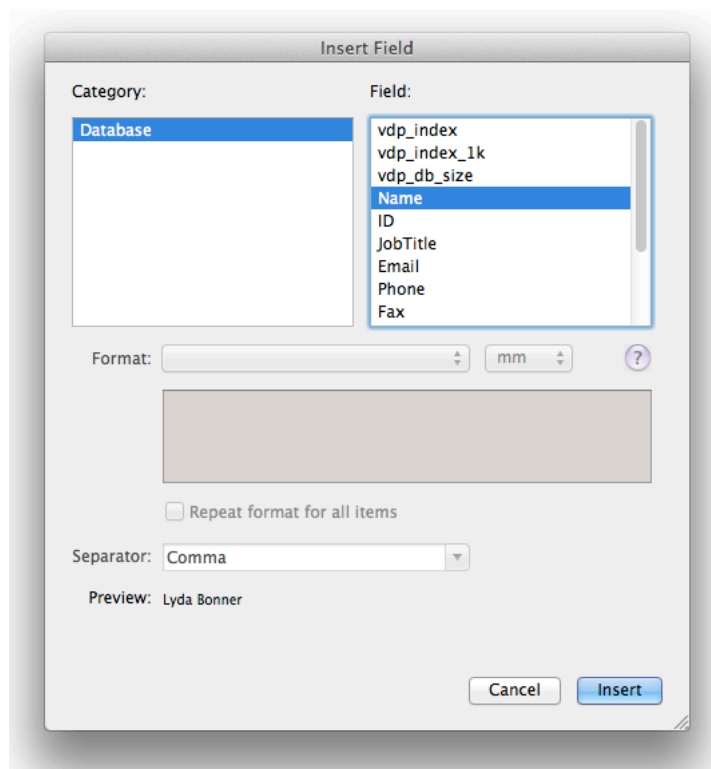 Insert Field
Category:
Field:
Database
vdp_index
vdp_index_1k
vdp_db_size
Name
ID
JobTitle
Email
Phone
Fax
Format:
mm
?
Repeat format for all items
Separator: Comma
Preview: Lyda Bonner
Cancel
Insert